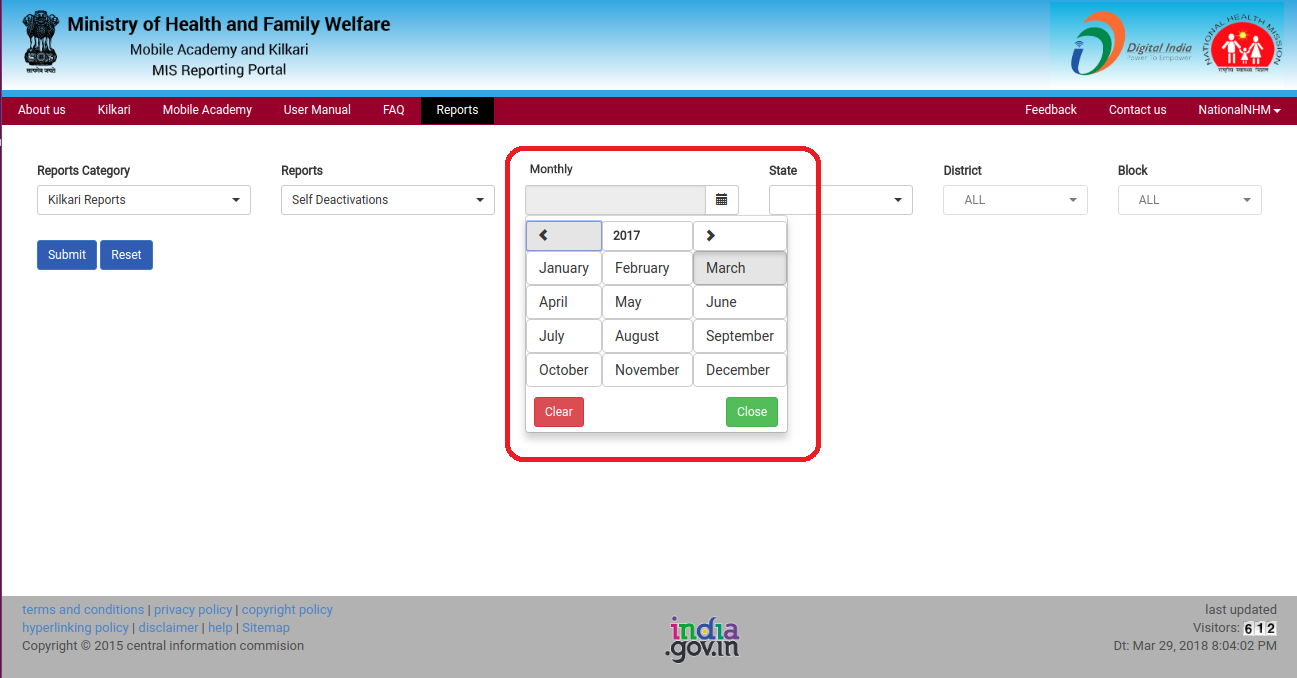 Ministry of Health and Family Welfare
Mobile Academy and Kilkari
MIS Reporting Portal
सत्यमेव जयते
Digital India
Power To Empower
NATIONAL HEALTH MISSION
राष्ट्रीय स्वास्थ्य मिशन
About us Kilkari Mobile Academy User Manual FAQ Reports Feedback Contact us NationalNHM
Reports Category Reports Monthly State District Block
Kilkari Reports Self Deactivations ALL ALL
2017
Submit Reset
January February March
April May June
July August September
October November December
Clear Close
terms and conditions | privacy policy | copyright policy
hyperlinking policy | disclaimer | help | Sitemap
Copyright © 2015 central information commision
india
.gov.in
last updated
Visitors: 612
Dt: Mar 29, 2018 8:04:02 PM